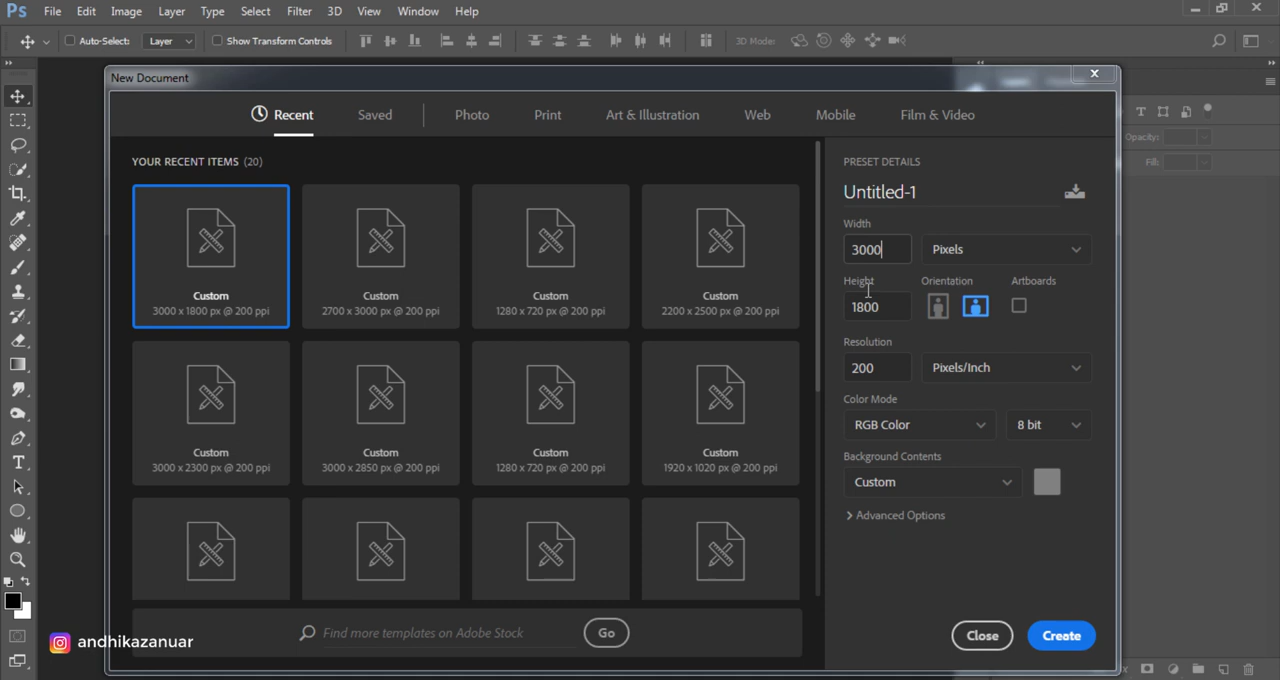 Ps File Edit Image Layer Type Select Filter 3D View Window Help
Auto-Select: Layer Show Transform Controls 3D Mode:
New Document
Recent Saved Photo Print Art & Illustration Web Mobile Film & Video
YOUR RECENT ITEMS (20)
Custom
3000 x 1800 px @ 200 ppi
Custom
2700 x 3000 px @ 200 ppi
Custom
1280 x 720 px @ 200 ppi
Custom
2200 x 2500 px @ 200 ppi
Custom
3000 x 2300 px @ 200 ppi
Custom
3000 x 2850 px @ 200 ppi
Custom
1280 x 720 px @ 200 ppi
Custom
1920 x 1020 px @ 200 ppi
Find more templates on Adobe Stock Go
PRESET DETAILS
Untitled-1
Width
3000 Pixels
Height Orientation Artboards
1800
Resolution
200 Pixels/Inch
Color Mode
RGB Color 8 bit
Background Contents
Custom
Advanced Options
Close Create
Opacity:
Fill:
andhikazanuar